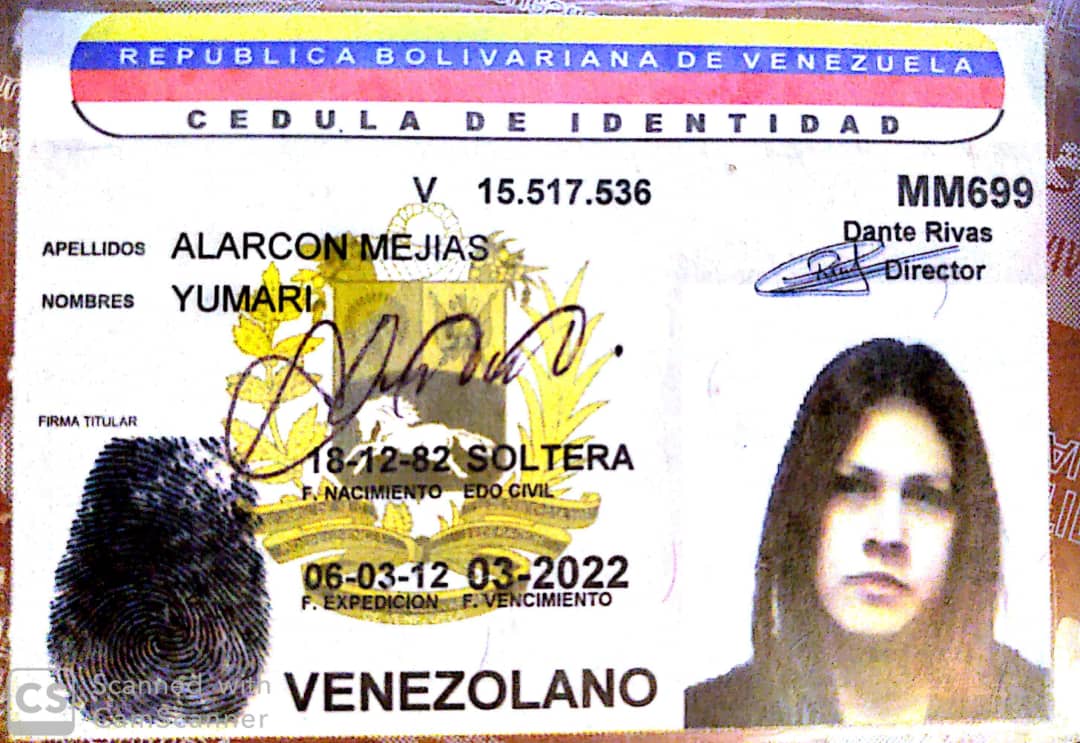 REPUBLICA BOLIVARIANA DE VENEZUELA
CEDULA DE IDENTIDAD
V 15.517.536
MM699
Dante Rivas
Director
APELLIDOS ALARCON MEJIAS
NOMBRES YUMARI
FIRMA TITULAR
18-12-82 SOLTERA
F. NACIMIENTO EDO CIVIL
06-03-12 03-2022
F. EXPEDICION F. VENCIMIENTO
VENEZOLANO
CS Scanned with
CamScanner